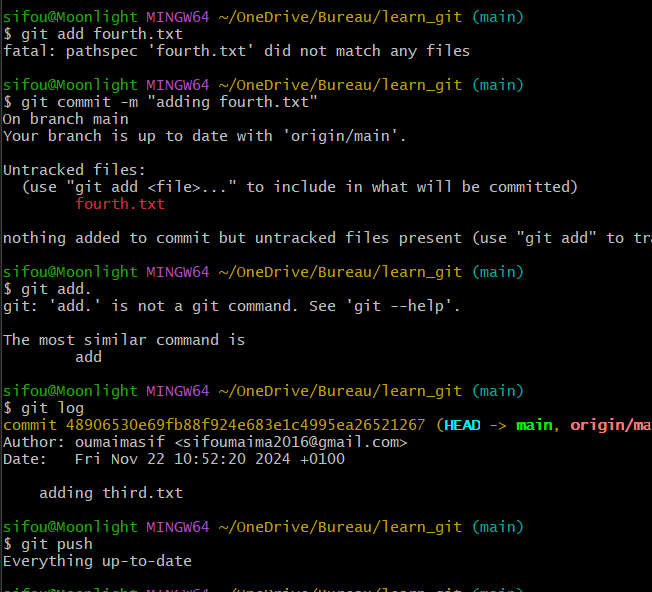 sifou@Moonlight MINGW64 ~/OneDrive/Bureau/learn_git (main)
$ git add fourth.txt
fatal: pathspec 'fourth.txt' did not match any files

sifou@Moonlight MINGW64 ~/OneDrive/Bureau/learn_git (main)
$ git commit -m "adding fourth.txt"
On branch main
Your branch is up to date with 'origin/main'.

Untracked files:
  (use "git add <file>..." to include in what will be committed)
        fourth.txt

nothing added to commit but untracked files present (use "git add" to tra

sifou@Moonlight MINGW64 ~/OneDrive/Bureau/learn_git (main)
$ git add.
git: 'add.' is not a git command. See 'git --help'.

The most similar command is
        add

sifou@Moonlight MINGW64 ~/OneDrive/Bureau/learn_git (main)
$ git log
commit 48906530e69fb88f924e683e1c4995ea26521267 (HEAD -> main, origin/ma
Author: oumaimasif <sifoumaima2016@gmail.com>
Date:   Fri Nov 22 10:52:20 2024 +0100

    adding third.txt

sifou@Moonlight MINGW64 ~/OneDrive/Bureau/learn_git (main)
$ git push
Everything up-to-date